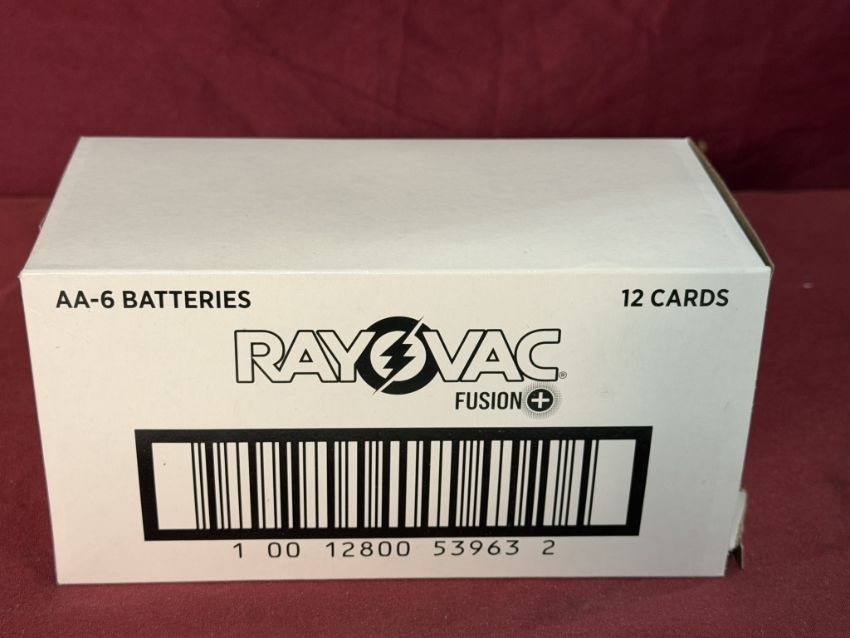 AA-6 BATTERIES 12 CARDS
RAYOVAC®
FUSION+
1 00 12800 53963 2